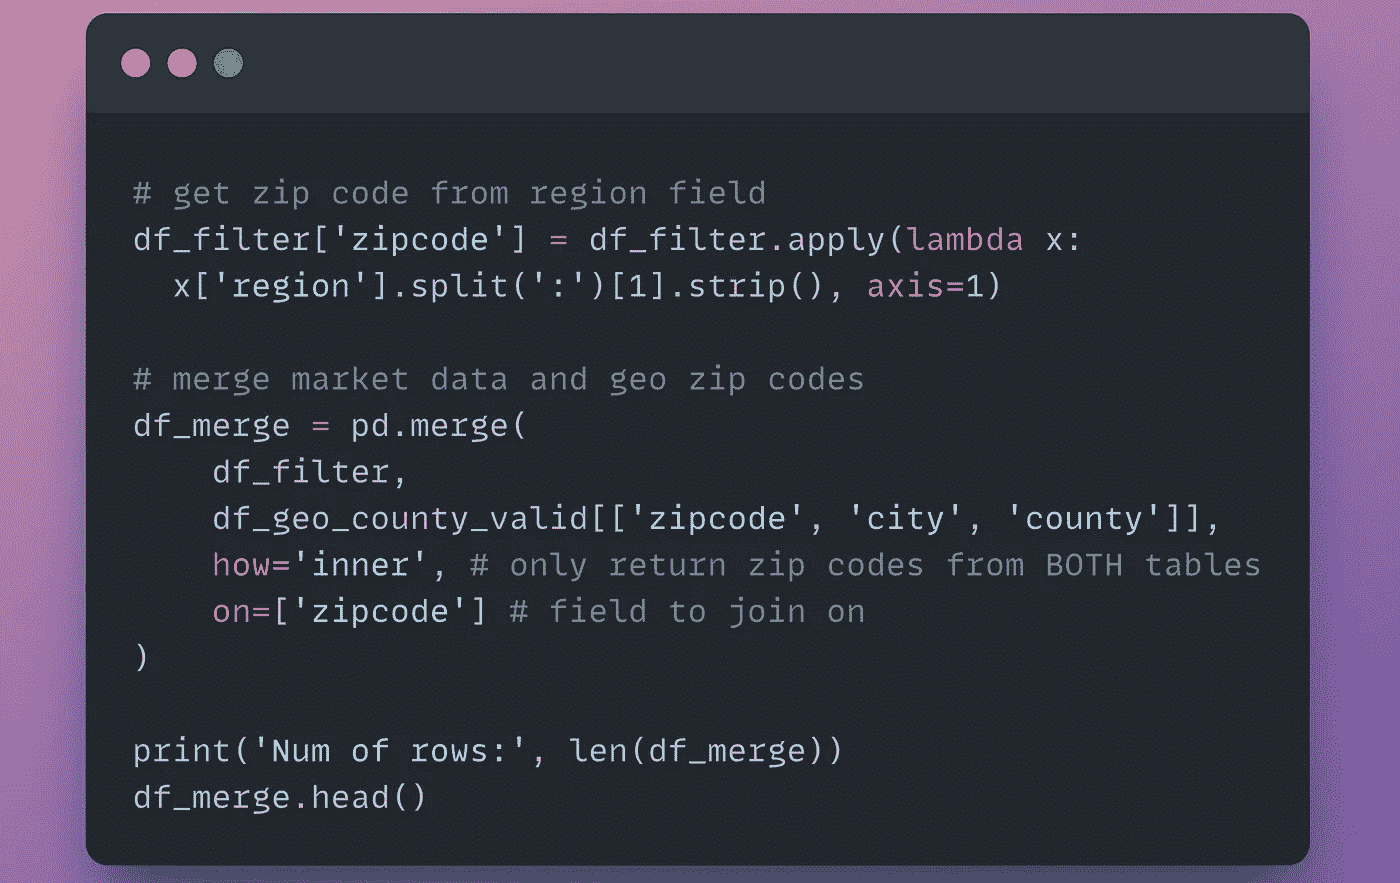 # get zip code from region field
df_filter['zipcode'] = df_filter.apply(lambda x:
  x['region'].split(':')[1].strip(), axis=1)

# merge market data and geo zip codes
df_merge = pd.merge(
    df_filter,
    df_geo_county_valid[['zipcode', 'city', 'county']],
    how='inner', # only return zip codes from BOTH tables
    on=['zipcode'] # field to join on
)

print('Num of rows:', len(df_merge))
df_merge.head()